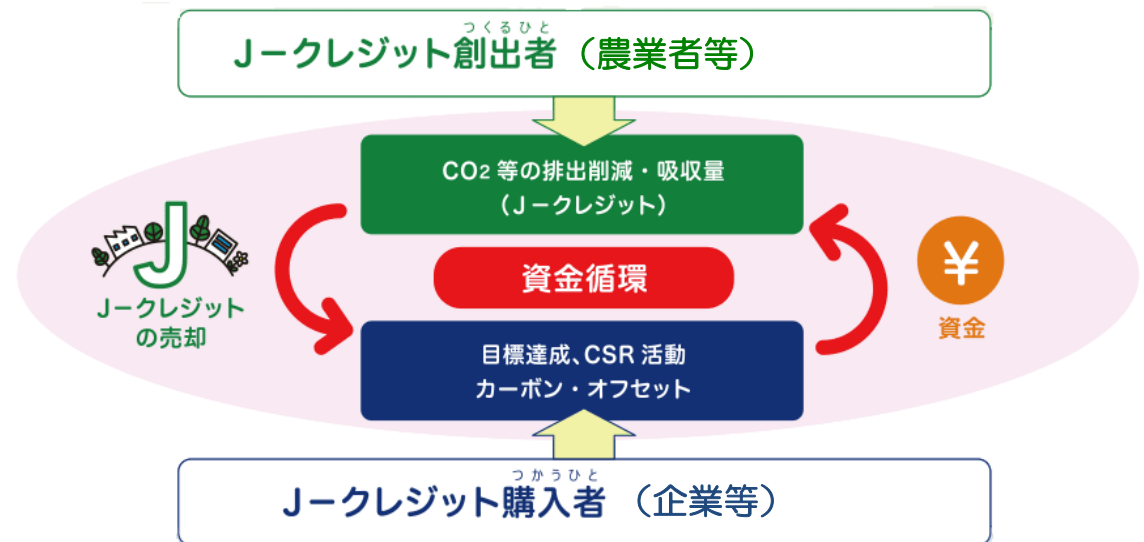 つくるひと
Jークレジット創出者（農業者等）
CO2 等の排出削減・吸収量
（Jークレジット）
J
Jークレジット
の売却
資金循環
¥
資金
目標達成、CSR 活動
カーボン・オフセット
つかうひと
Jークレジット購入者（企業等）